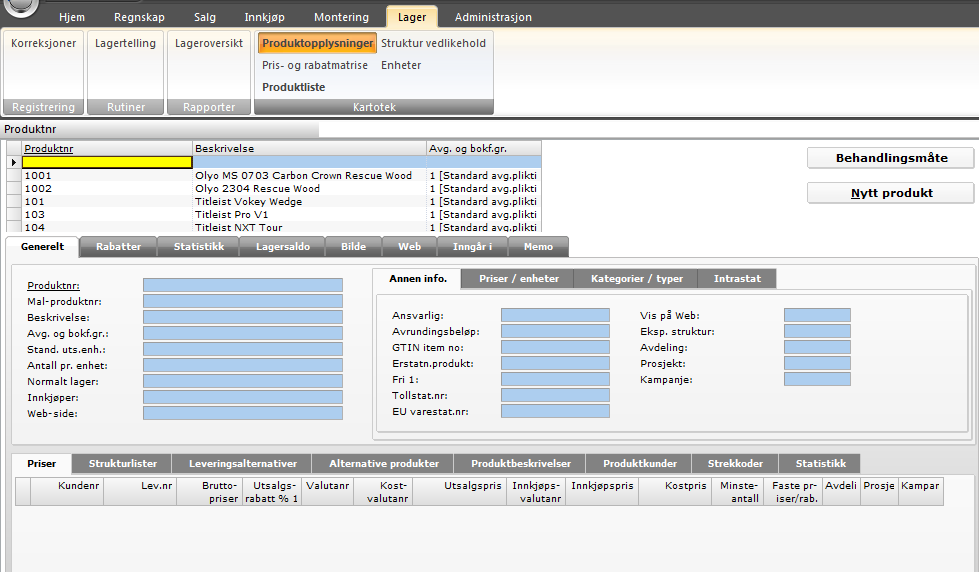 Hjem Regnskap Salg Innkjøp Montering Lager Administrasjon
Korreksjoner Lagertelling Lageroversikt Produktopplysninger Struktur vedlikehold
Pris- og rabatmatrise Enheter
Produktliste
Registrering Rutiner Rapporter Kartotek
Produktnr
Produktnr Beskrivelse Avg. og bokf.gr.
Behandlingsmåte
1001 Olyo MS 0703 Carbon Crown Rescue Wood 1 [Standard avg.plikti
1002 Olyo 2304 Rescue Wood 1 [Standard avg.plikti
Nytt produkt
101 Titleist Vokey Wedge 1 [Standard avg.plikti
103 Titleist Pro V1 1 [Standard avg.plikti
104 Titleist NXT Tour 1 [Standard avg.plikti
Generelt Rabatter Statistikk Lagersaldo Bilde Web Inngår i Memo
Annen info. Priser / enheter Kategorier / typer Intrastat
Produktnr:
Mal-produktnr:
Beskrivelse:
Avg. og bokf.gr.:
Stand. uts.enh.:
Antall pr. enhet:
Normalt lager:
Innkjøper:
Web-side:
Ansvarlig: Vis på Web:
Avrundingsbeløp: Eksp. struktur:
GTIN item no: Avdeling:
Erstatn.produkt: Prosjekt:
Fri 1: Kampanje:
Tollstat.nr:
EU varestat.nr:
Priser Strukturlister Leveringsalternativer Alternative produkter Produktbeskrivelser Produktkunder Strekkoder Statistikk
Kundenr Lev.nr Brutto- Utsalgs- Valutanr Kost- Utsalgspris Innkjøps- Innkjøpspris Kostpris Minste- Faste pr- Avdeli Prosje Kampar
priser rabatt % 1 valutanr valutanr antall iser/rab.